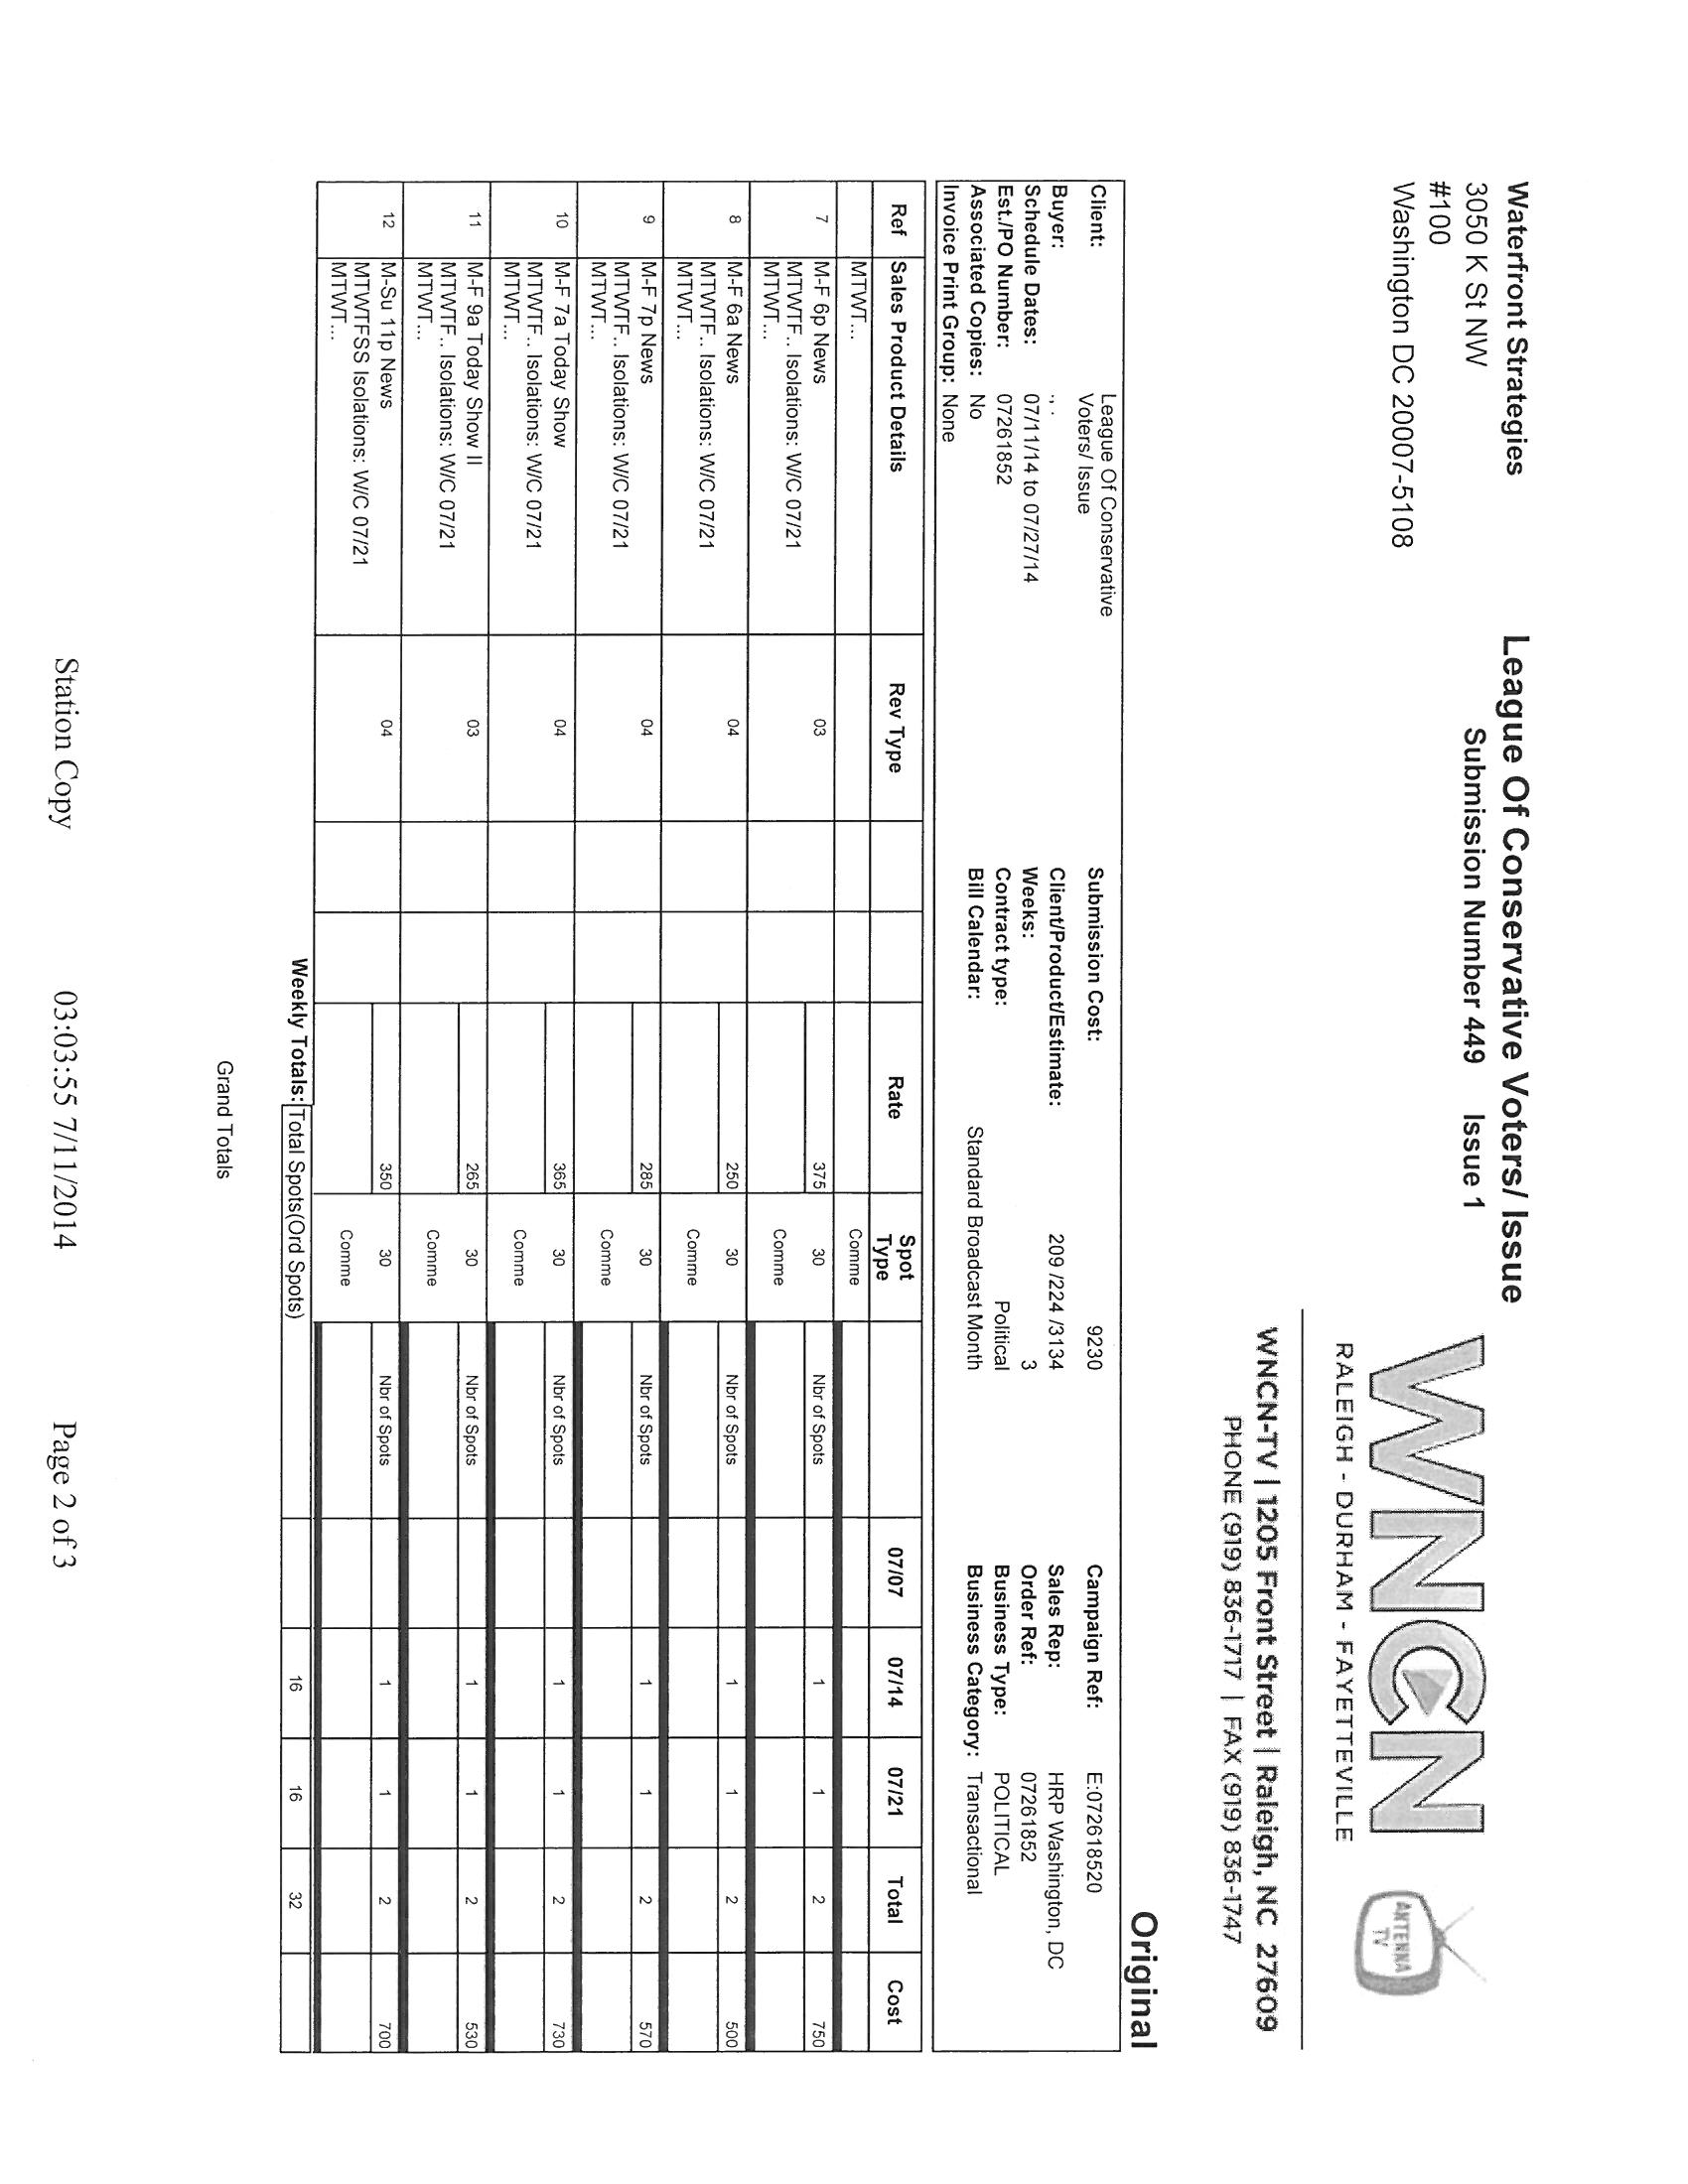 Waterfront Strategies
3050 K St NW
#100
Washington DC 20007-5108
League Of Conservative Voters/ Issue
Submission Number 449 Issue 1
WNCN
RALEIGH - DURHAM - FAYETTEVILLE
ANTENNA
TV
WNCN-TV | 1205 Front Street | Raleigh, NC 27609
PHONE (919) 836-1717 | FAX (919) 836-1747
Original
Client: League Of Conservative Voters/ Issue Submission Cost: 9230 Campaign Ref: E:072618520
Buyer: , , Client/Product/Estimate: 209 /224 /3134 Sales Rep: HRP Washington, DC
Schedule Dates: 07/11/14 to 07/27/14 Weeks: 3 Order Ref: 07261852
Est./PO Number: 07261852 Contract type: Political Business Type: POLITICAL
Associated Copies: No Bill Calendar: Standard Broadcast Month Business Category: Transactional
Invoice Print Group: None
Ref Sales Product Details Rev Type Rate Spot Type 07/07 07/14 07/21 Total Cost
MTWT... Comme
7 M-F 6p News 03 375 30 Nbr of Spots 1 1 2 750
MTWTF.. Isolations: W/C 07/21
MTWT... Comme
8 M-F 6a News 04 250 30 Nbr of Spots 1 1 2 500
MTWTF.. Isolations: W/C 07/21
MTWT... Comme
9 M-F 7p News 04 285 30 Nbr of Spots 1 1 2 570
MTWTF.. Isolations: W/C 07/21
MTWT... Comme
10 M-F 7a Today Show 04 365 30 Nbr of Spots 1 1 2 730
MTWTF.. Isolations: W/C 07/21
MTWT... Comme
11 M-F 9a Today Show II 03 265 30 Nbr of Spots 1 1 2 530
MTWTF.. Isolations: W/C 07/21
MTWT... Comme
12 M-Su 11p News 04 350 30 Nbr of Spots 1 1 2 700
MTWTFSS Isolations: W/C 07/21
MTWT... Comme
Weekly Totals: Total Spots(Ord Spots) 16 16 32
Grand Totals
Station Copy 03:03:55 7/11/2014 Page 2 of 3